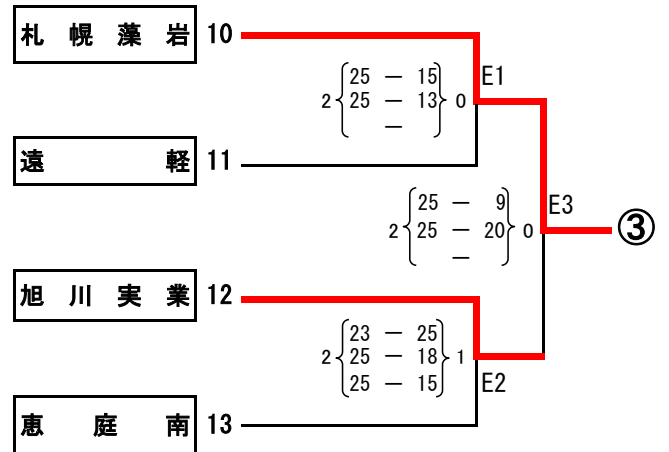 札幌藻岩 10
25 — 15 E1
2 25 — 13 0
—
遠軽 11
25 — 9 E3
2 25 — 20 0 ③
—
旭川実業 12
23 — 25
2 25 — 18 1
25 — 15 E2
恵庭南 13